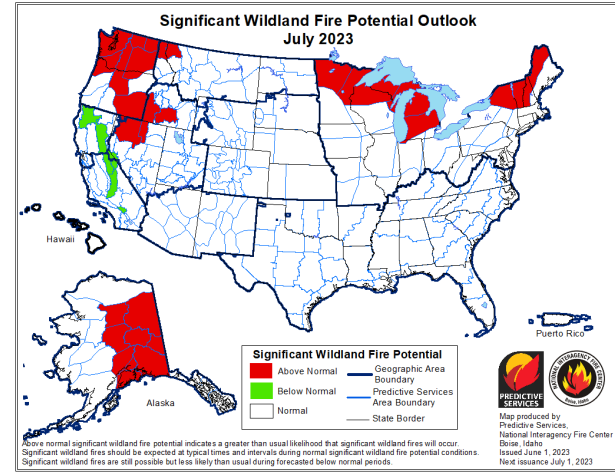 Significant Wildland Fire Potential Outlook
July 2023
Hawaii
Alaska
Puerto Rico
Significant Wildland Fire Potential
Above Normal
Below Normal
Normal
Geographic Area
Boundary
Predictive Services
Area Boundary
State Border
PREDICTIVE
SERVICES
NATIONAL INTERAGENCY FIRE CENTER
Boise, Idaho
Map produced by
Predictive Services,
National Interagency Fire Center
Boise, Idaho
Issued June 1, 2023
Next issuance July 1, 2023
Above normal significant wildland fire potential indicates a greater than usual likelihood that significant wildland fires will occur.
Significant wildland fires should be expected at typical times and intervals during normal significant wildland fire potential conditions.
Significant wildland fires are still possible but less likely than usual during forecasted below normal periods.